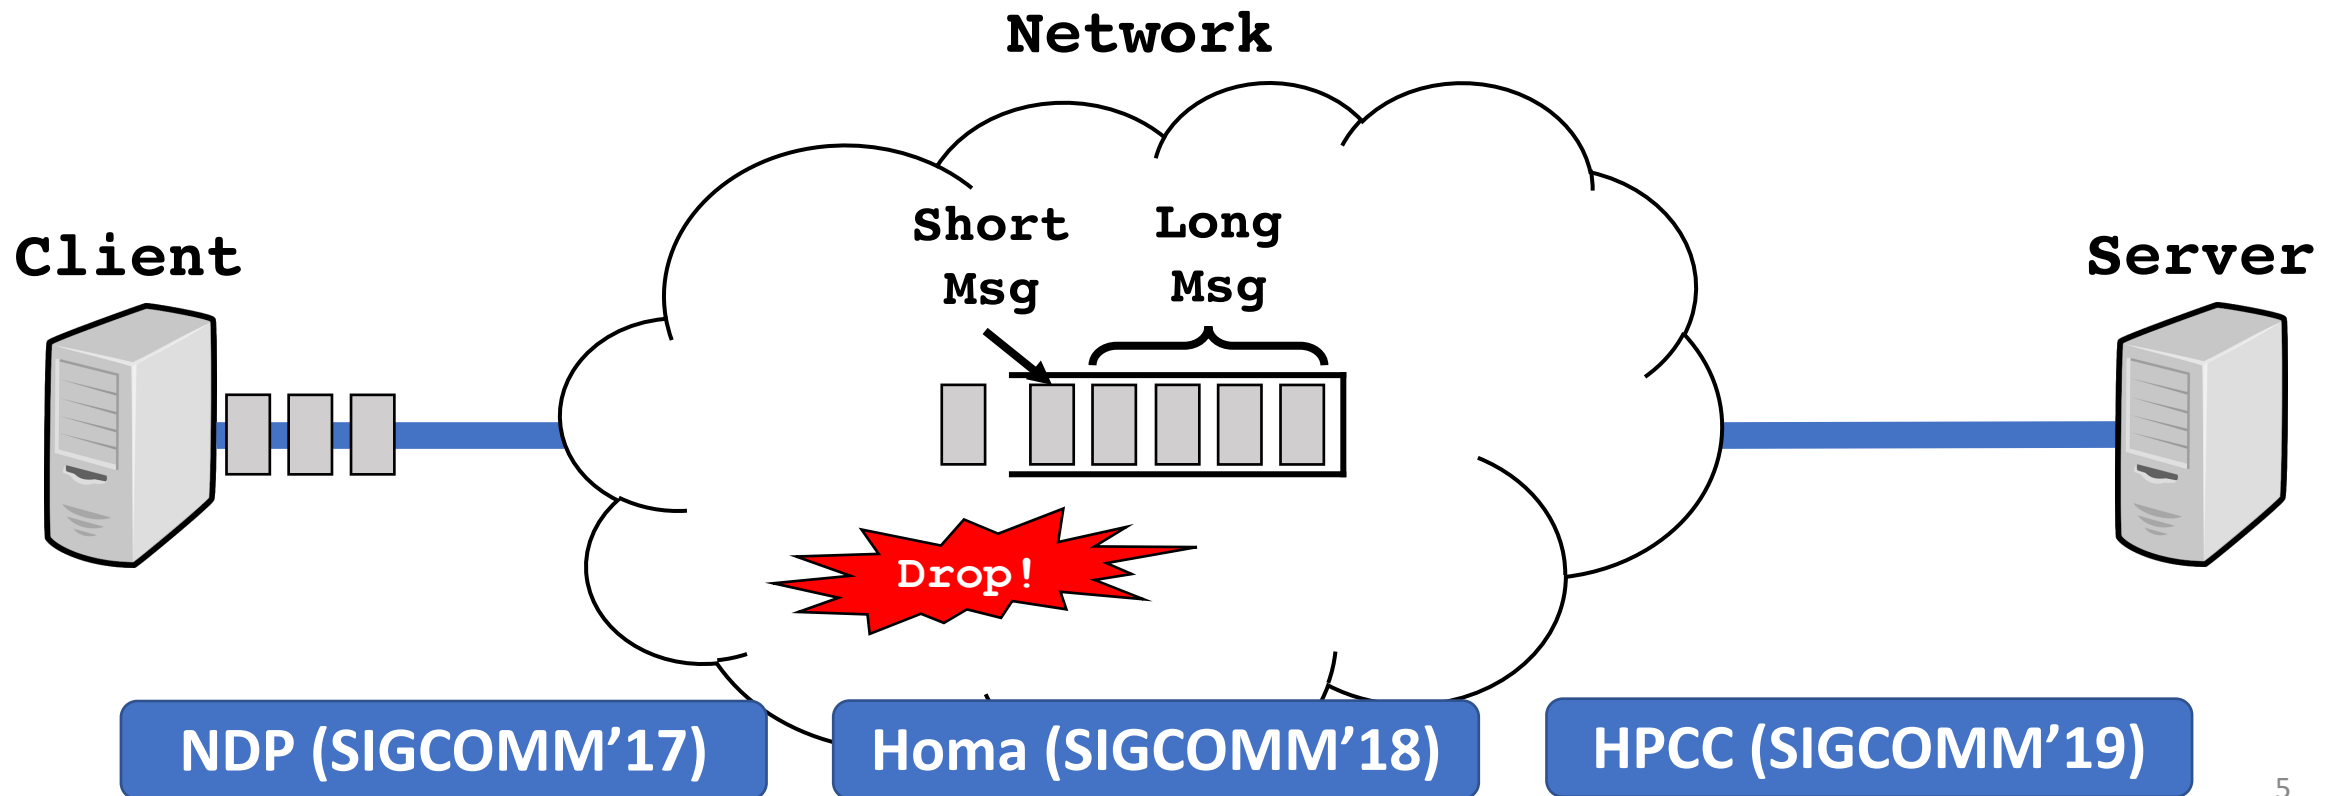 Network
Short
Msg
Long
Msg
Client
Server
Drop!
NDP (SIGCOMM’17)
Homa (SIGCOMM’18)
HPCC (SIGCOMM’19)
5